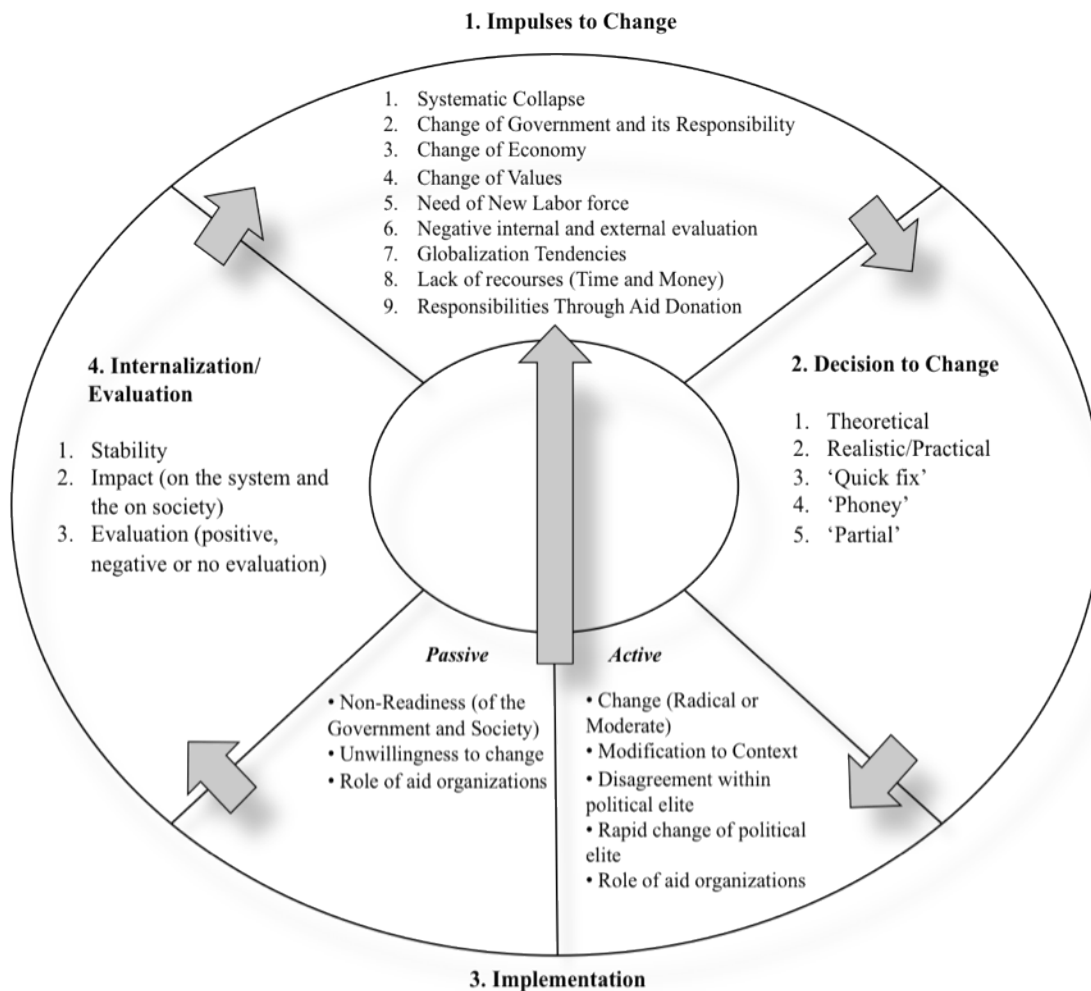 1. Impulses to Change
1. Systematic Collapse
2. Change of Government and its Responsibility
3. Change of Economy
4. Change of Values
5. Need of New Labor force
6. Negative internal and external evaluation
7. Globalization Tendencies
8. Lack of recourses (Time and Money)
9. Responsibilities Through Aid Donation
2. Decision to Change
1. Theoretical
2. Realistic/Practical
3. ‘Quick fix’
4. ‘Phoney’
5. ‘Partial’
Active
• Change (Radical or
Moderate)
• Modification to Context
• Disagreement within
political elite
• Rapid change of political
elite
• Role of aid organizations
Passive
• Non-Readiness (of the
Government and Society)
• Unwillingness to change
• Role of aid organizations
3. Implementation
4. Internalization/
Evaluation
1. Stability
2. Impact (on the system and
the on society)
3. Evaluation (positive,
negative or no evaluation)